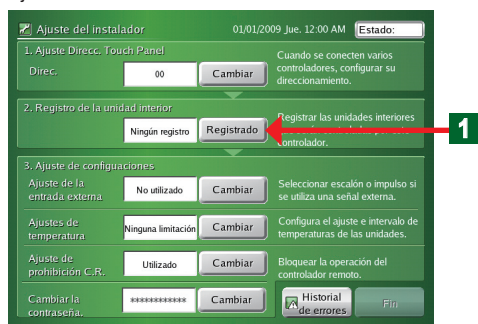 Ajuste del instalador
01/01/2009 Jue. 12:00 AM
Estado:
1. Ajuste Direcc. Touch Panel
Direc.
00
Cambiar
Cuando se conecten varios
controladores, configurar su
direccionamiento.
2. Registro de la unidad interior
Ningún registro
Registrado
Registrar las unidades interiores
controlador.
1
3. Ajuste de configuaciones
Ajuste de la
entrada externa
No utilizado
Cambiar
Seleccionar escalón o impulso si
se utiliza una señal externa.
Ajustes de
temperatura
Ninguna limitación
Cambiar
Configura el ajuste e intervalo de
temperaturas de las unidades.
Ajuste de
prohibición C.R.
Utilizado
Cambiar
Bloquear la operación del
controlador remoto.
Cambiar la
contraseña.
************
Cambiar
Historial
de errores
Fin